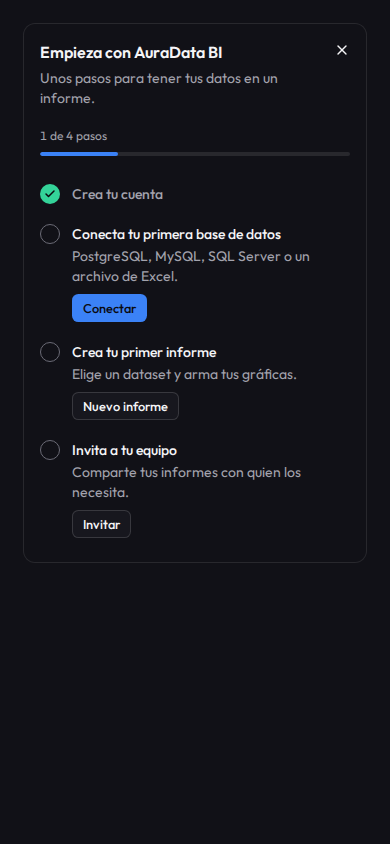 Empieza con AuraData BI
Unos pasos para tener tus datos en un
informe.
1 de 4 pasos
Crea tu cuenta
Conecta tu primera base de datos
PostgreSQL, MySQL, SQL Server o un
archivo de Excel.
Conectar
Crea tu primer informe
Elige un dataset y arma tus gráficas.
Nuevo informe
Invita a tu equipo
Comparte tus informes con quien los
necesita.
Invitar